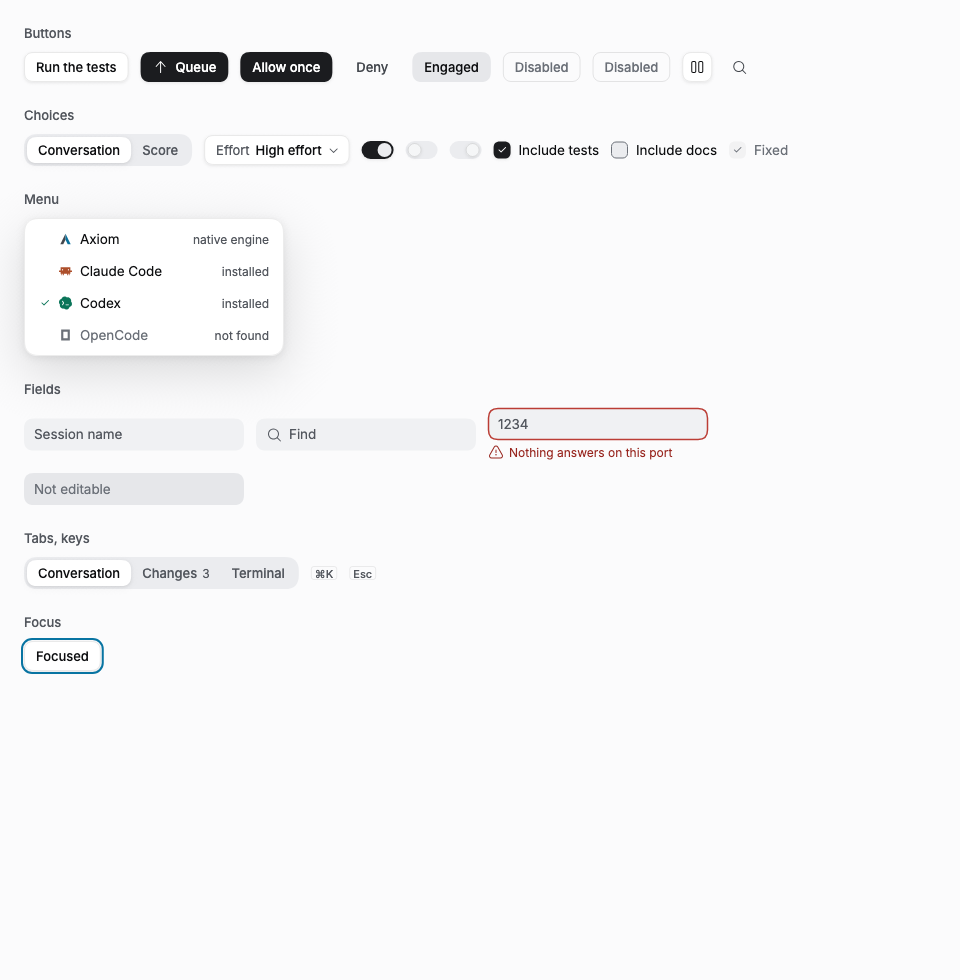 Buttons
Run the tests Queue Allow once Deny Engaged Disabled Disabled
Choices
Conversation Score Effort High effort Include tests Include docs Fixed
Menu
Axiom native engine
Claude Code installed
Codex installed
OpenCode not found
Fields
Session name Find 1234
Nothing answers on this port
Not editable
Tabs, keys
Conversation Changes 3 Terminal ⌘K Esc
Focus
Focused